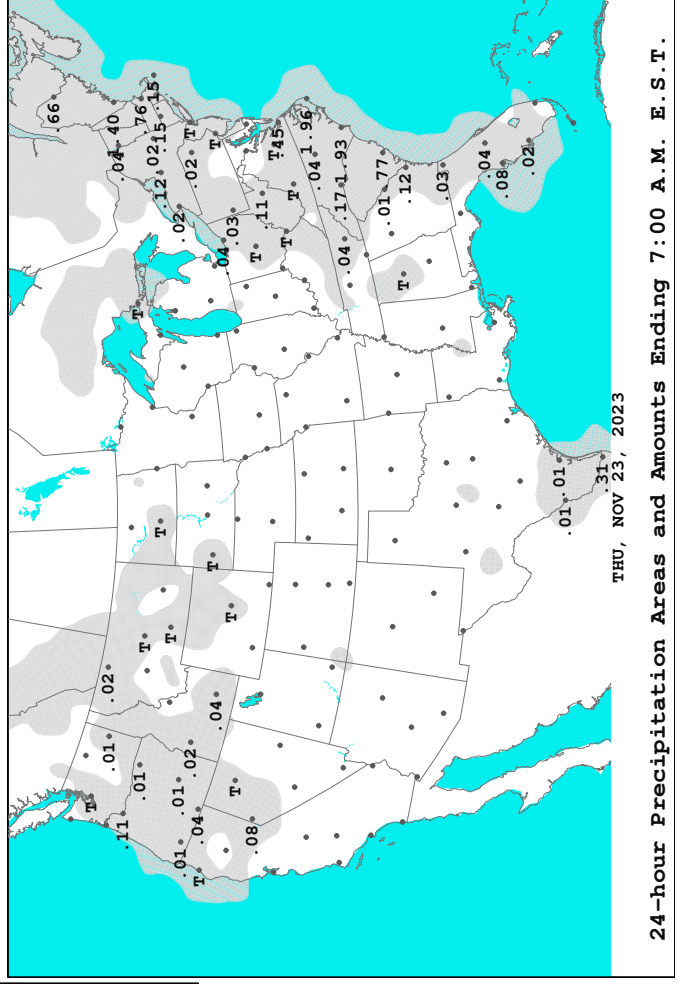 .66
T
.01
.02
.04
1.40
.11
T
.01
.76
T
.02
.15
T
.12
.15
T
.01
.02
.01
.02
.02
T
.04
T
T
T
.04
.04
T
.03
T
.08
T
.11
T
.45
T
T
.04
1.96
.17
1.93
.04
.01
.77
T
.12
.03
.04
.08
.02
.01
.01
.31
THU, NOV 23, 2023
24-hour Precipitation Areas and Amounts Ending 7:00 A.M. E.S.T.